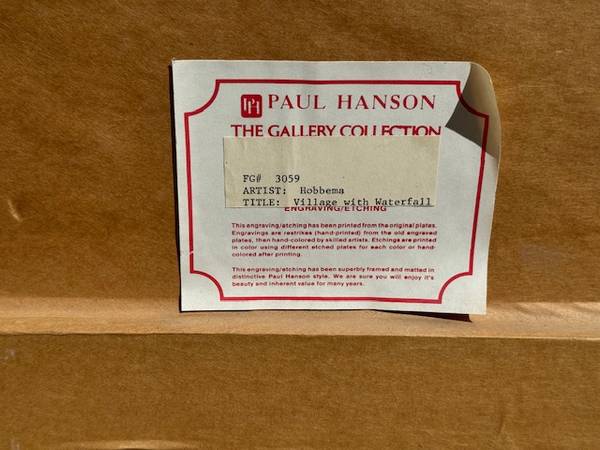 PH PAUL HANSON
THE GALLERY COLLECTION
FG# 3059
ARTIST: Hobbema
TITLE: Village with Waterfall
ENGRAVING/ETCHING
This engraving/etching has been printed from the original plates.
Engravings are restrikes (hand-printed) from the old engraved
plates, then hand-colored by skilled artists. Etchings are printed
in color using different etched plates for each color or hand-
colored after printing.
This engraving/etching has been superbly framed and matted in
distinctive Paul Hanson style. We are sure you will enjoy it's
beauty and inherent value for many years.